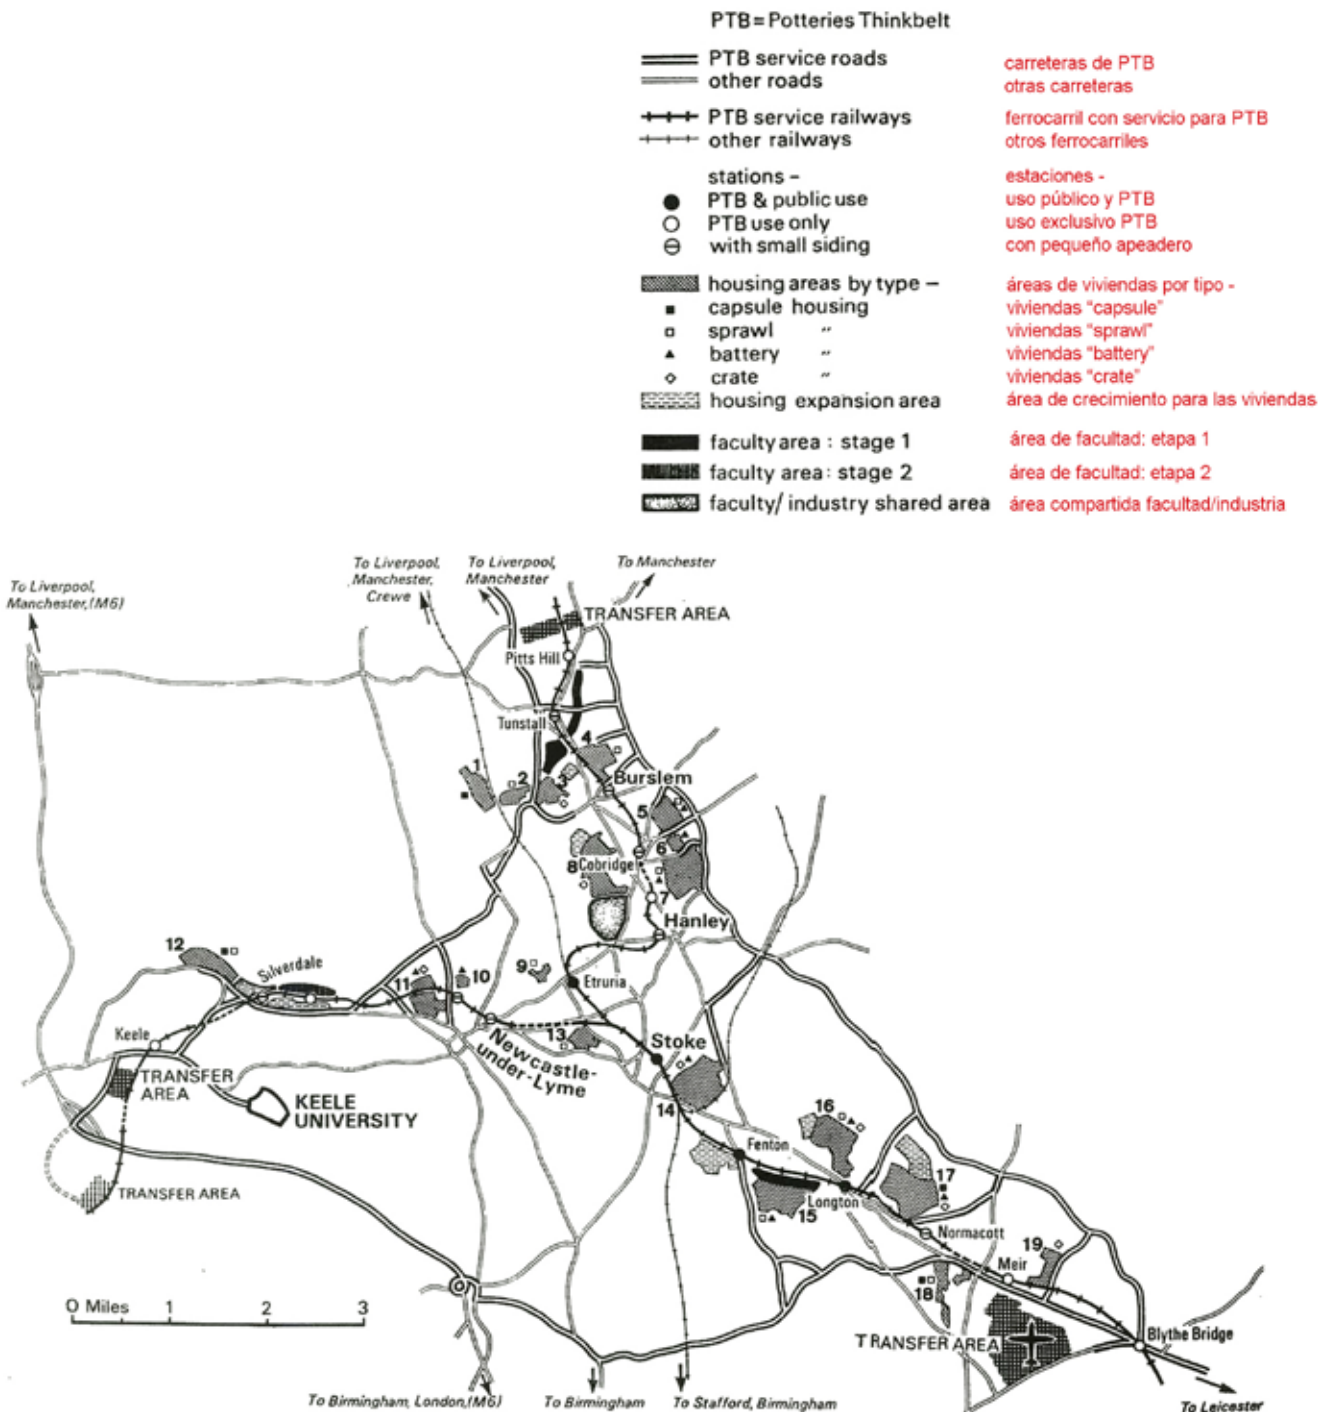 PTB = Potteries Thinkbelt
PTB service roads carreteras de PTB
other roads otras carreteras
PTB service railways ferrocarril con servicio para PTB
other railways otros ferrocarriles
stations – estaciones -
PTB & public use uso público y PTB
PTB use only uso exclusivo PTB
with small siding con pequeño apeadero
housing areas by type – áreas de viviendas por tipo -
capsule housing viviendas "capsule"
sprawl " viviendas "sprawl"
battery " viviendas "battery"
crate " viviendas "crate"
housing expansion area área de crecimiento para las viviendas
faculty area : stage 1 área de facultad: etapa 1
faculty area : stage 2 área de facultad: etapa 2
faculty/ industry shared area área compartida facultad/industria
To Liverpool,
Manchester,(M6)
To Liverpool,
Manchester,
Crewe
To Liverpool,
Manchester
To Manchester
TRANSFER AREA
Pitts Hill
Tunstall
4
1
2
3
Burslem
5
6
8
Cobridge
7
Hanley
12
Silverdale
11
10
9
Etruria
Keele
13
Newcastle-
under-Lyme
Stoke
TRANSFER
AREA
KEELE
UNIVERSITY
14
16
Fenton
17
TRANSFER AREA
Longton
15
Normacott
19
Meir
18
O Miles 1 2 3
TRANSFER AREA
Blythe Bridge
To Birmingham, London,(M6)
To Birmingham
To Stafford, Birmingham
To Leicester